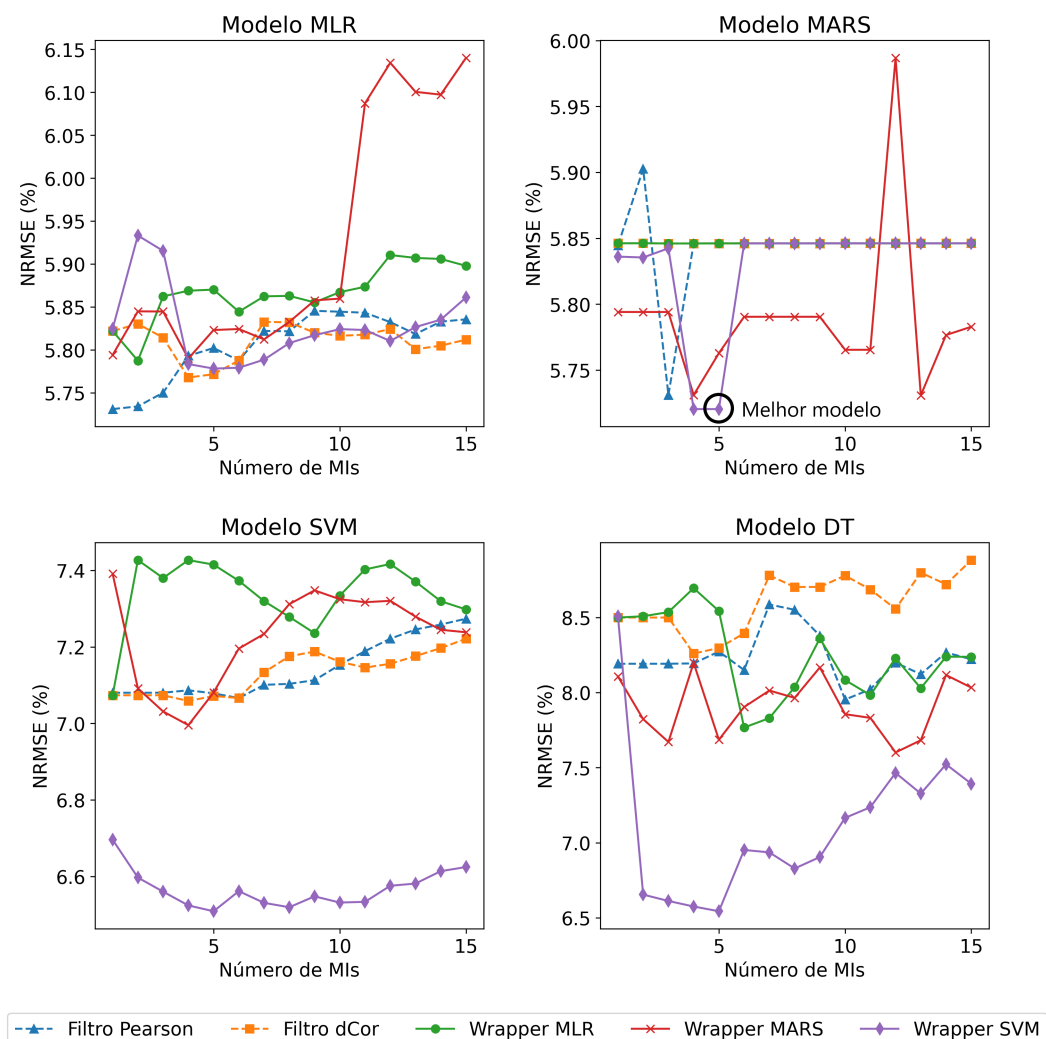 Modelo MLR
6.15
6.10
6.05
6.00
5.95
5.90
5.85
5.80
5.75
NRMSE (%)
5
10
15
Número de MIs
Modelo MARS
6.00
5.95
5.90
5.85
5.80
5.75
NRMSE (%)
Melhor modelo
5
10
15
Número de MIs
Modelo SVM
7.4
7.2
7.0
6.8
6.6
NRMSE (%)
5
10
15
Número de MIs
Modelo DT
8.5
8.0
7.5
7.0
6.5
NRMSE (%)
5
10
15
Número de MIs
Filtro Pearson
Filtro dCor
Wrapper MLR
Wrapper MARS
Wrapper SVM